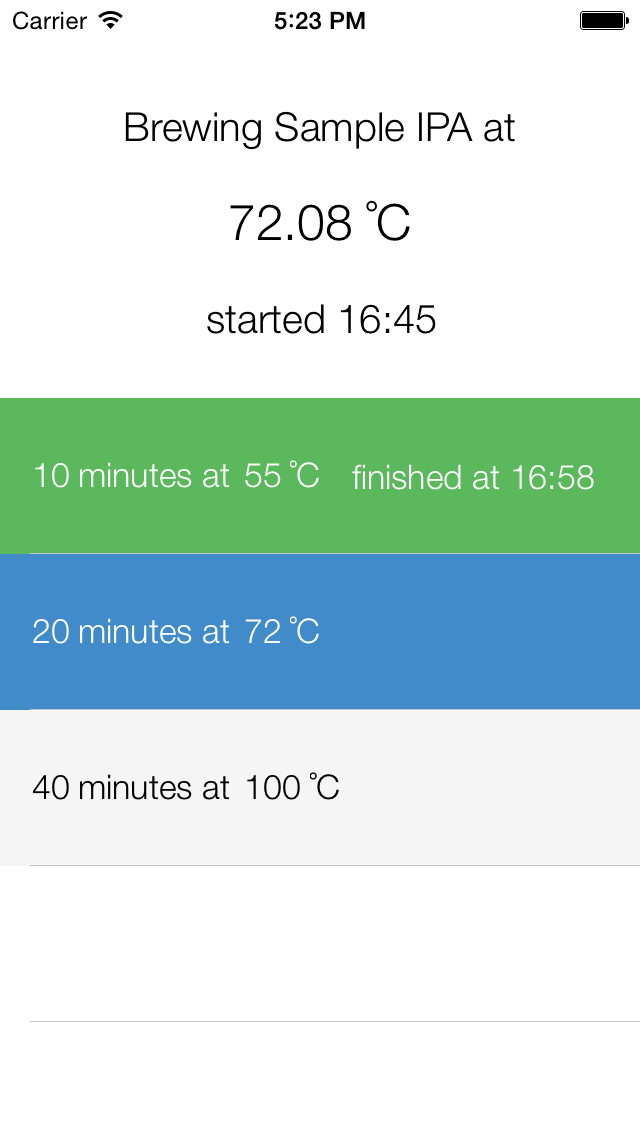 Carrier 5:23 PM
Brewing Sample IPA at
72.08 ℃
started 16:45
10 minutes at 55 ℃ finished at 16:58
20 minutes at 72 ℃
40 minutes at 100 ℃